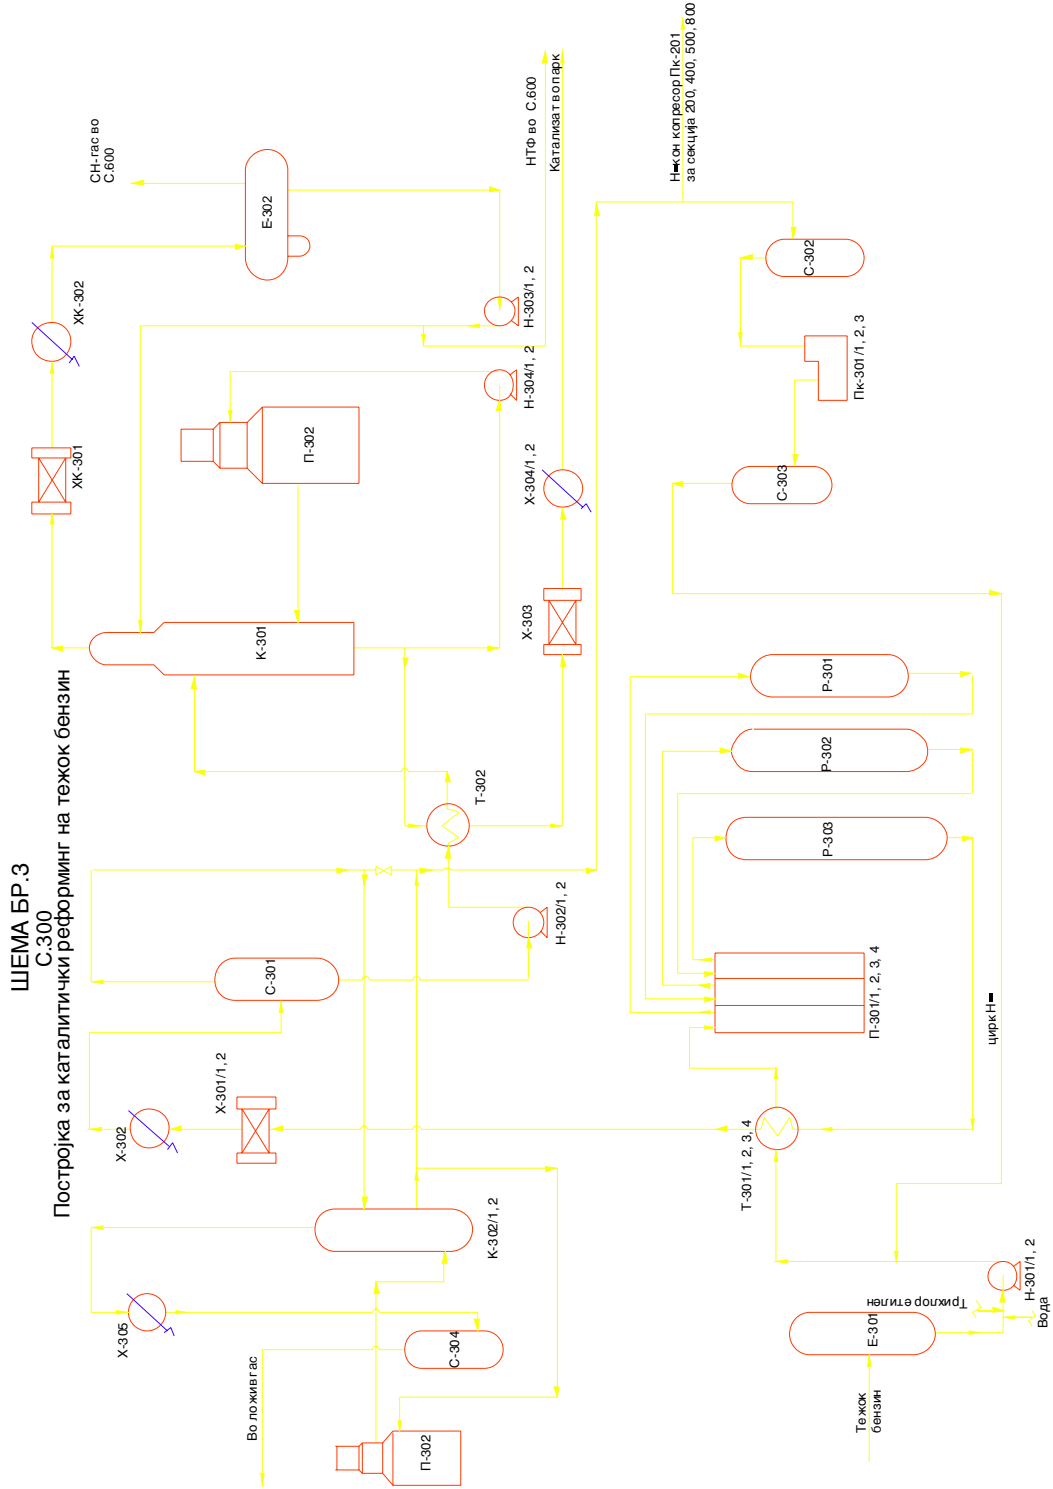 ШЕМА БР.3
С.300
Постројка за каталитички реформинг на тежок бензин
СН-гас во
С.600
Е-302
ХК-302
ХК-301
НТФ во С.600
Катализат во парк
Н-кон копресор Пк-201
за секција 200, 400, 500, 800
С-302
Н-303/1, 2
Н-304/1, 2
П-302
Пк-301/1, 2, 3
Х-304/1, 2
С-303
К-301
Х-303
Р-301
Р-302
Т-302
Р-303
Н-302/1, 2
С-301
П-301/1, 2, 3, 4
цирк Н
Х-301/1, 2
Х-302
Т-301/1, 2, 3, 4
К-302/1, 2
Х-305
С-304
Во ложив гас
П-302
Н-301/1, 2
Трихлор етилен
Вода
Е-301
Тежок
бензин